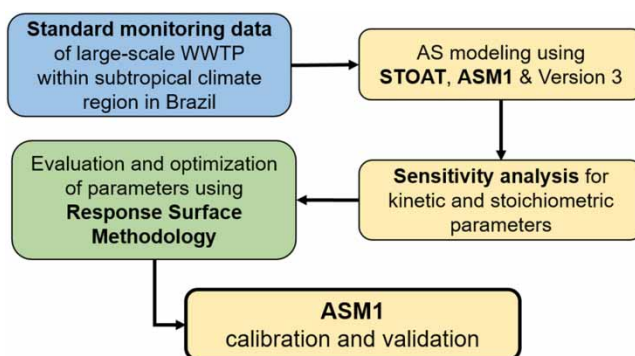 Standard monitoring data
of large-scale WWTP
within subtropical climate
region in Brazil
AS modeling using
STOAT, ASM1 & Version 3
Sensitivity analysis for
kinetic and stoichiometric
parameters
Evaluation and optimization
of parameters using
Response Surface
Methodology
ASM1
calibration and validation